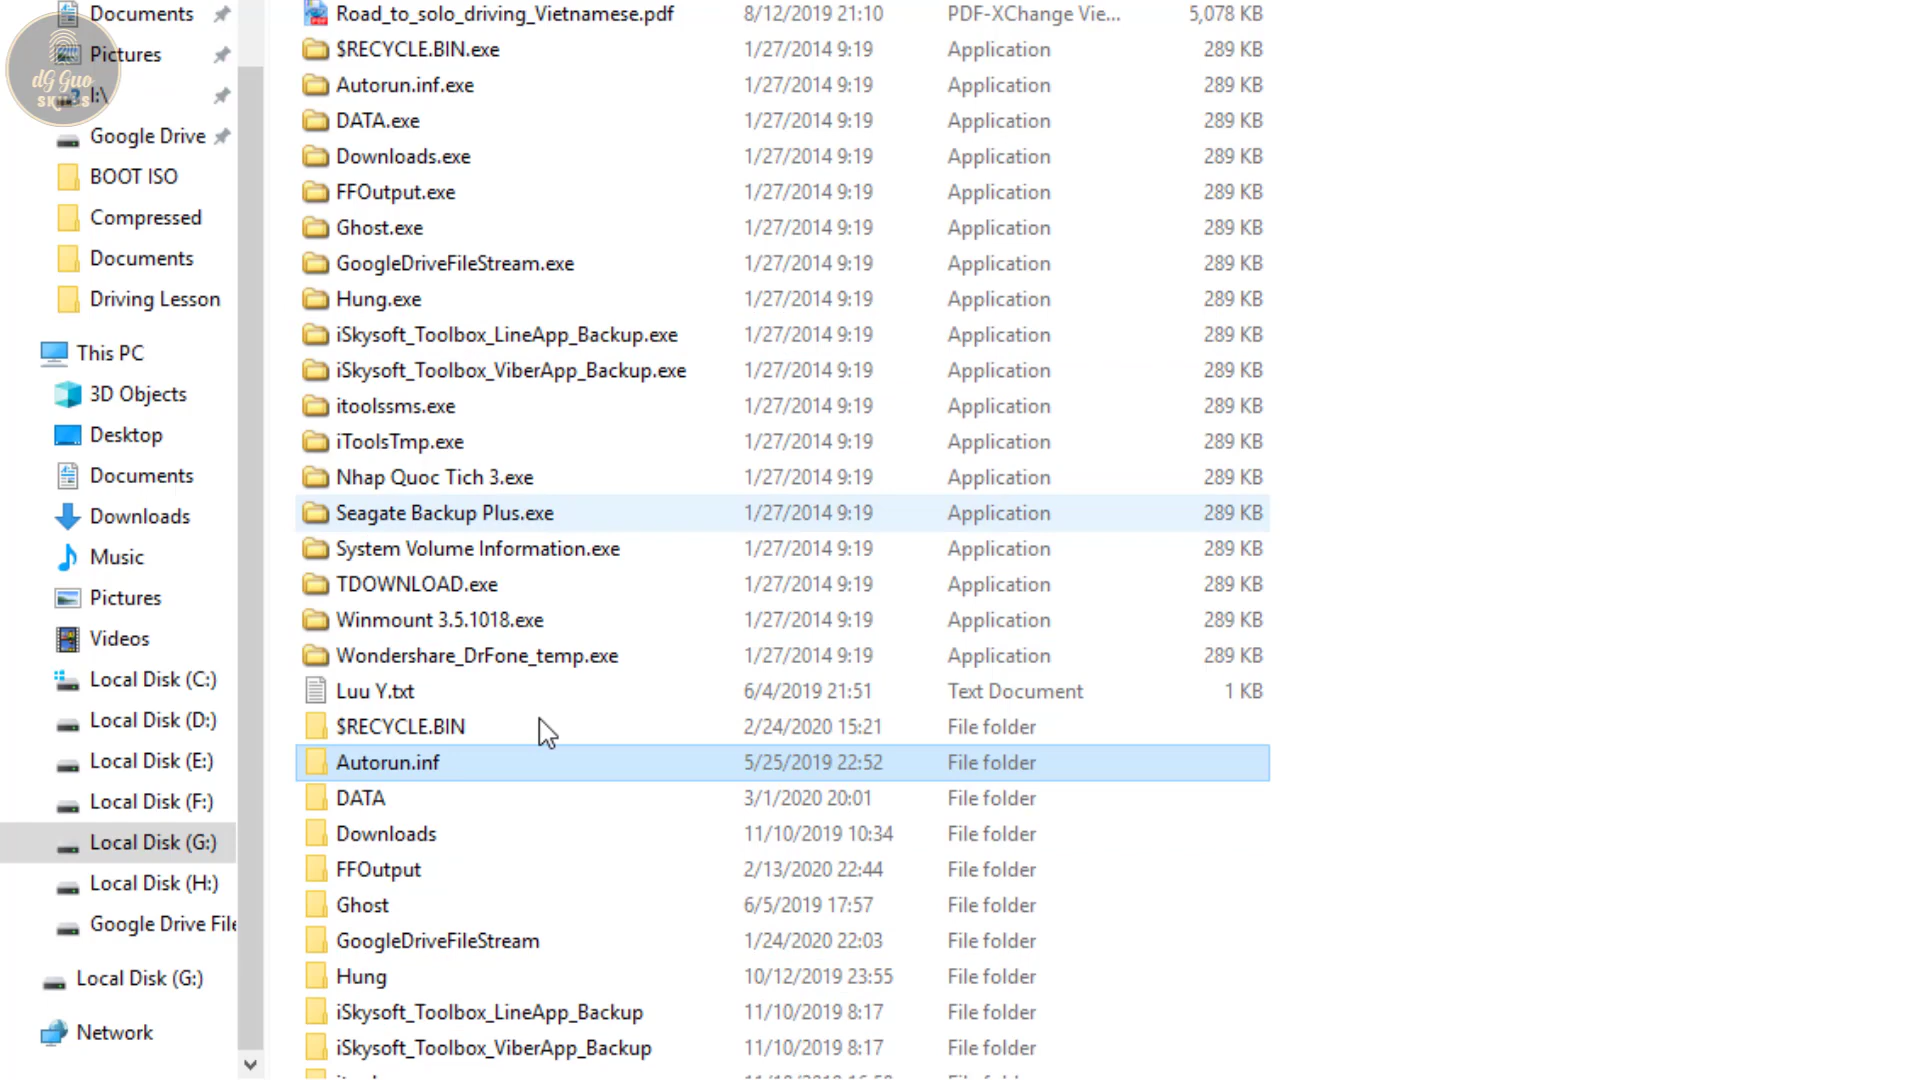 Documents
Pictures
dG Guo
SKILLS
I:\
Google Drive
BOOT ISO
Compressed
Documents
Driving Lesson
This PC
3D Objects
Desktop
Documents
Downloads
Music
Pictures
Videos
Local Disk (C:)
Local Disk (D:)
Local Disk (E:)
Local Disk (F:)
Local Disk (G:)
Local Disk (H:)
Google Drive File
Local Disk (G:)
Network
Road_to_solo_driving_Vietnamese.pdf 8/12/2019 21:10 PDF-XChange Vie... 5,078 KB
$RECYCLE.BIN.exe 1/27/2014 9:19 Application 289 KB
Autorun.inf.exe 1/27/2014 9:19 Application 289 KB
DATA.exe 1/27/2014 9:19 Application 289 KB
Downloads.exe 1/27/2014 9:19 Application 289 KB
FFOutput.exe 1/27/2014 9:19 Application 289 KB
Ghost.exe 1/27/2014 9:19 Application 289 KB
GoogleDriveFileStream.exe 1/27/2014 9:19 Application 289 KB
Hung.exe 1/27/2014 9:19 Application 289 KB
iSkysoft_Toolbox_LineApp_Backup.exe 1/27/2014 9:19 Application 289 KB
iSkysoft_Toolbox_ViberApp_Backup.exe 1/27/2014 9:19 Application 289 KB
itoolssms.exe 1/27/2014 9:19 Application 289 KB
iToolsTmp.exe 1/27/2014 9:19 Application 289 KB
Nhap Quoc Tich 3.exe 1/27/2014 9:19 Application 289 KB
Seagate Backup Plus.exe 1/27/2014 9:19 Application 289 KB
System Volume Information.exe 1/27/2014 9:19 Application 289 KB
TDOWNLOAD.exe 1/27/2014 9:19 Application 289 KB
Winmount 3.5.1018.exe 1/27/2014 9:19 Application 289 KB
Wondershare_DrFone_temp.exe 1/27/2014 9:19 Application 289 KB
Luu Y.txt 6/4/2019 21:51 Text Document 1 KB
$RECYCLE.BIN 2/24/2020 15:21 File folder
Autorun.inf 5/25/2019 22:52 File folder
DATA 3/1/2020 20:01 File folder
Downloads 11/10/2019 10:34 File folder
FFOutput 2/13/2020 22:44 File folder
Ghost 6/5/2019 17:57 File folder
GoogleDriveFileStream 1/24/2020 22:03 File folder
Hung 10/12/2019 23:55 File folder
iSkysoft_Toolbox_LineApp_Backup 11/10/2019 8:17 File folder
iSkysoft_Toolbox_ViberApp_Backup 11/10/2019 8:17 File folder